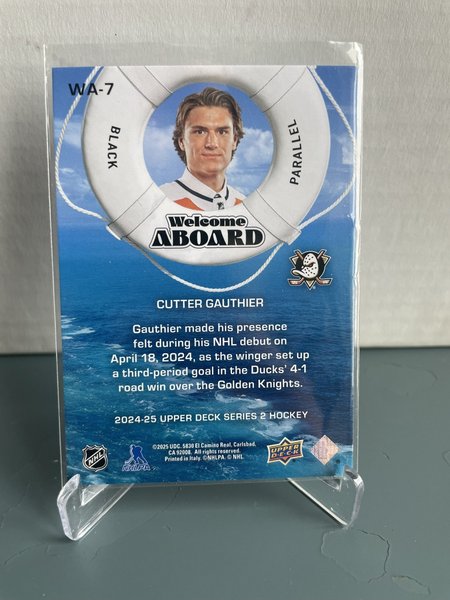 WA-7
BLACK
PARALLEL
Welcome
ABOARD
CUTTER GAUTHIER
Gauthier made his presence
felt during his NHL debut on
April 18, 2024, as the winger set up
a third-period goal in the Ducks' 4-1
road win over the Golden Knights.
2024-25 UPPER DECK SERIES 2 HOCKEY
©2025 UDC. 5830 El Camino Real, Carlsbad,
CA 92008. All rights reserved.
Printed in Italy. ©NHLPA. © NHL
NHL
NHLPA
UPPER
DECK